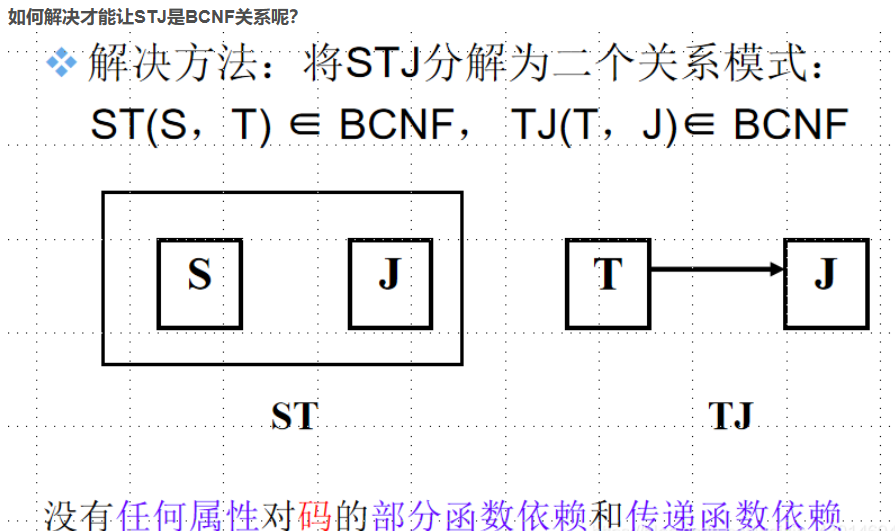 如何解决才能让STJ是BCNF关系呢？
❖ 解决方法：将STJ分解为二个关系模式：
ST(S，T) ∈ BCNF， TJ(T，J)∈ BCNF
S J T J
ST TJ
没有任何属性对码的部分函数依赖和传递函数依赖